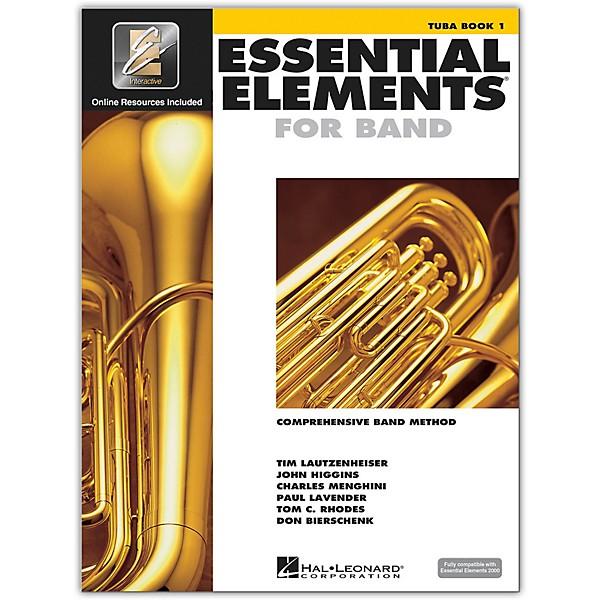 TUBA BOOK 1
ESSENTIAL
ELEMENTS®
FOR BAND
E
Interactive
Online Resources Included
COMPREHENSIVE BAND METHOD
TIM LAUTZENHEISER
JOHN HIGGINS
CHARLES MENGHINI
PAUL LAVENDER
TOM C. RHODES
DON BIERSCHENK
HAL•LEONARD®
CORPORATION
Fully compatible with
Essential Elements 2000